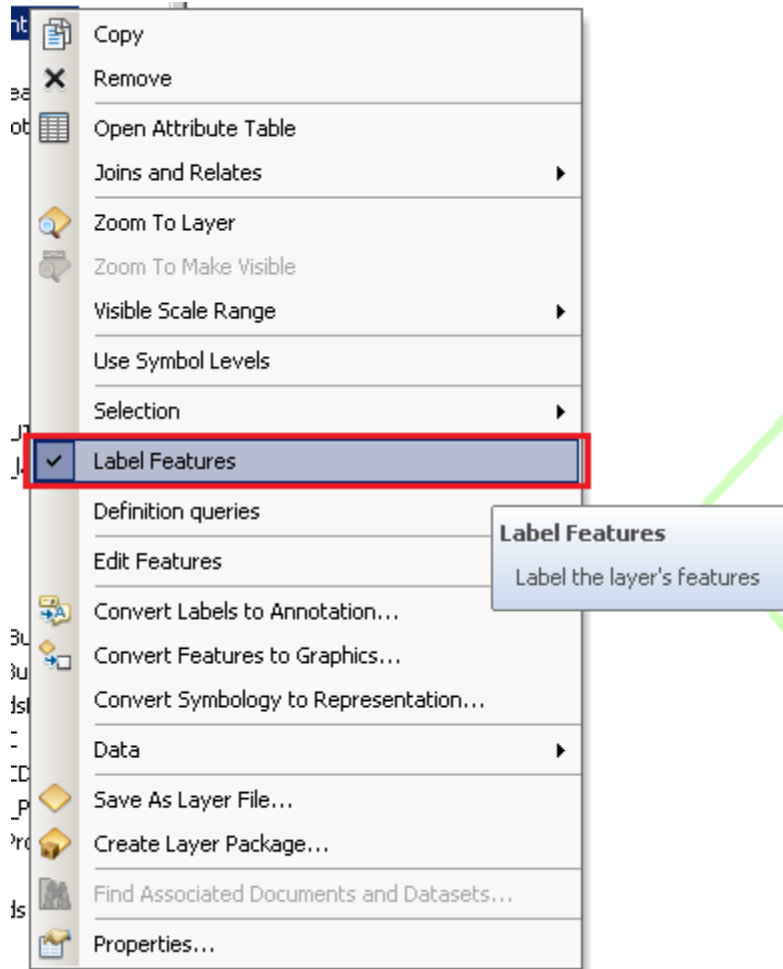 Copy
Remove
Open Attribute Table
Joins and Relates
Zoom To Layer
Zoom To Make Visible
Visible Scale Range
Use Symbol Levels
Selection
Label Features
Definition queries
Label Features
Label the layer's features
Edit Features
Convert Labels to Annotation...
Convert Features to Graphics...
Convert Symbology to Representation...
Data
Save As Layer File...
Create Layer Package...
Find Associated Documents and Datasets...
Properties...